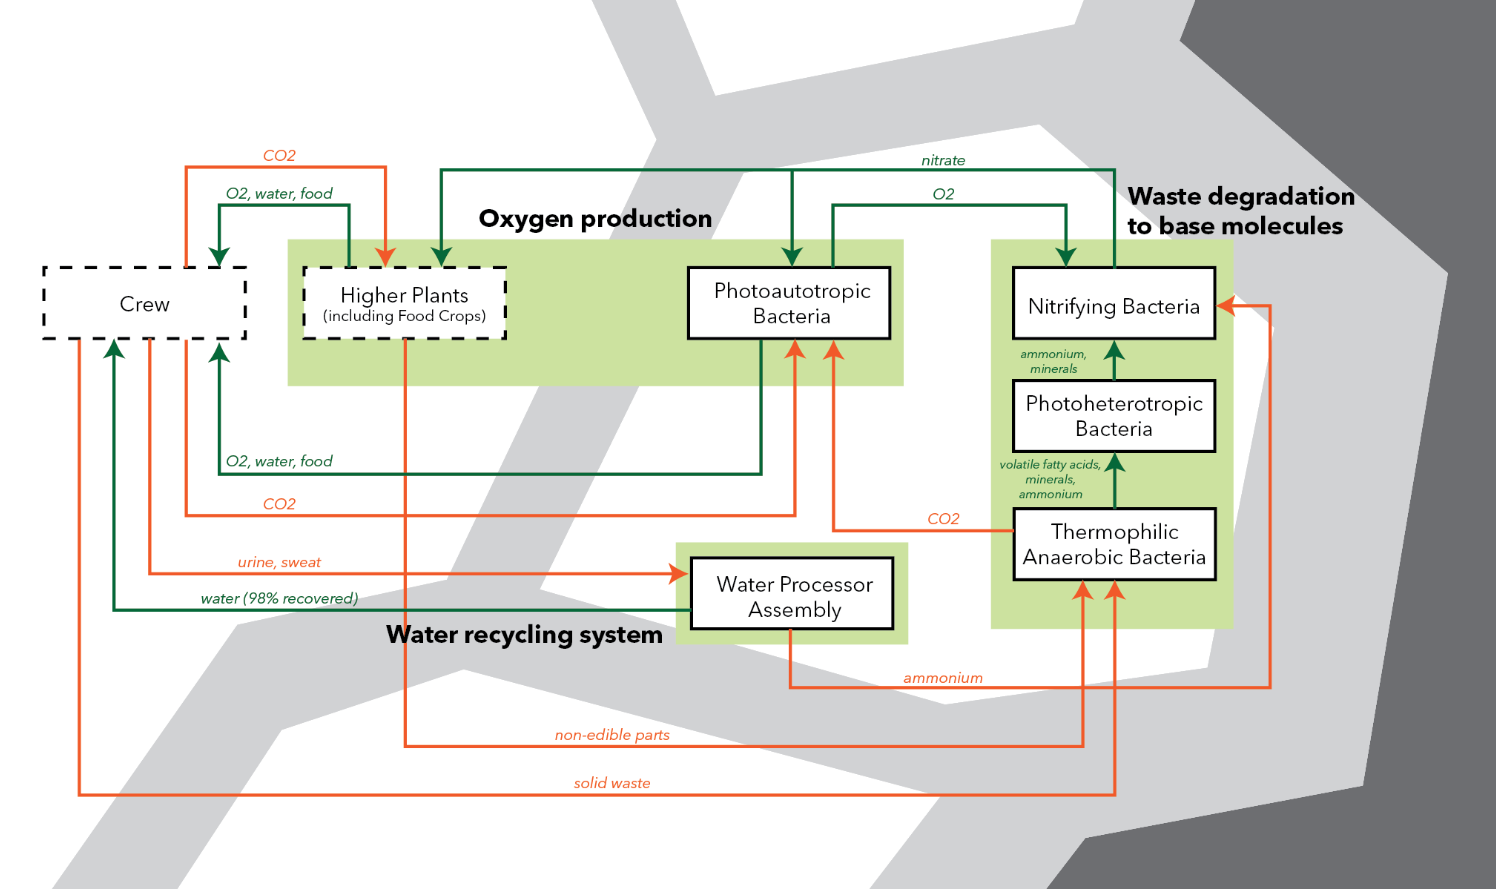 CO2
nitrate
O2, water, food
O2
Waste degradation
to base molecules
Oxygen production
Crew
Higher Plants
(including Food Crops)
Photoautotropic
Bacteria
Nitrifying Bacteria
ammonium,
minerals
Photoheterotropic
Bacteria
O2, water, food
volatile fatty acids,
minerals,
ammonium
CO2
CO2
Thermophilic
Anaerobic Bacteria
urine, sweat
Water Processor
Assembly
water (98% recovered)
Water recycling system
ammonium
non-edible parts
solid waste